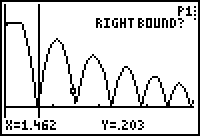 P1:
RIGHT BOUND?
X=1.462 Y=.203